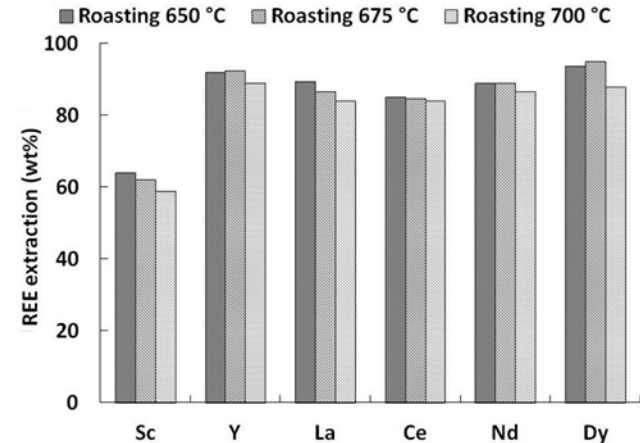 Roasting 650 °C Roasting 675 °C Roasting 700 °C
100
80
60
40
20
0
REE extraction (wt%)
Sc Y La Ce Nd Dy